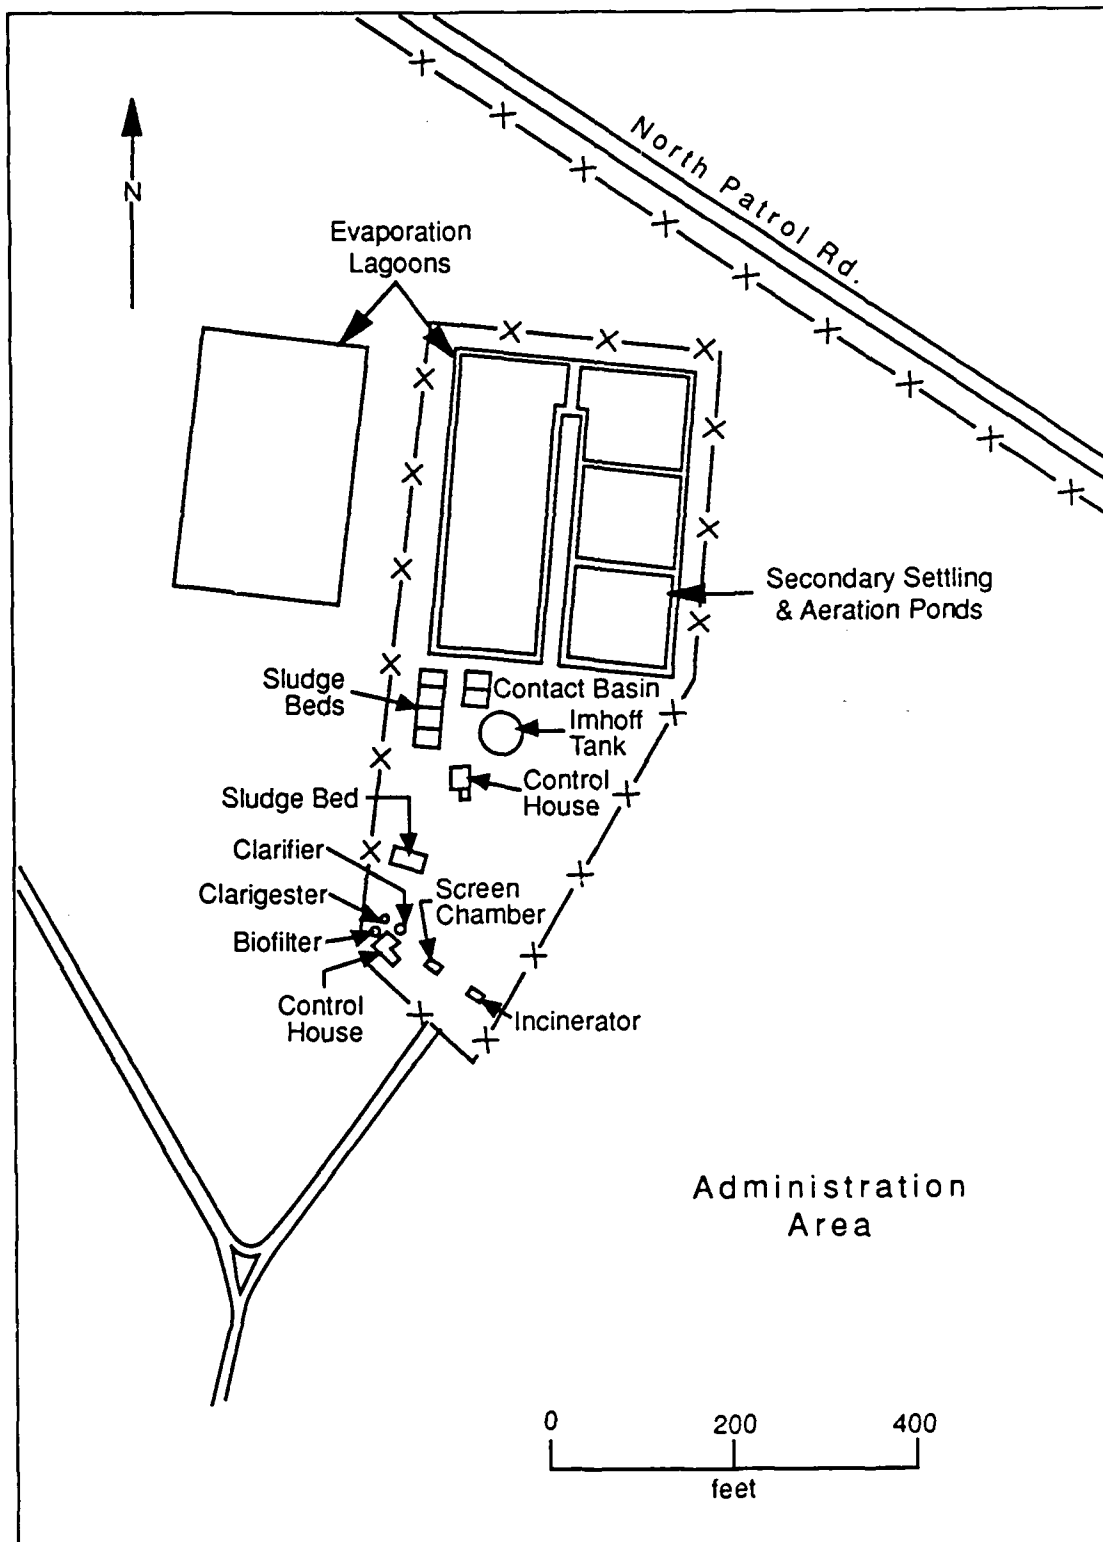 North Patrol Rd.
N
Evaporation
Lagoons
Secondary Settling
& Aeration Ponds
Sludge
Beds
Contact Basin
Imhoff
Tank
Control
House
Sludge Bed
Clarifier
Screen
Chamber
Clarigester
Biofilter
Control
House
Incinerator
Administration
Area
0 200 400
feet